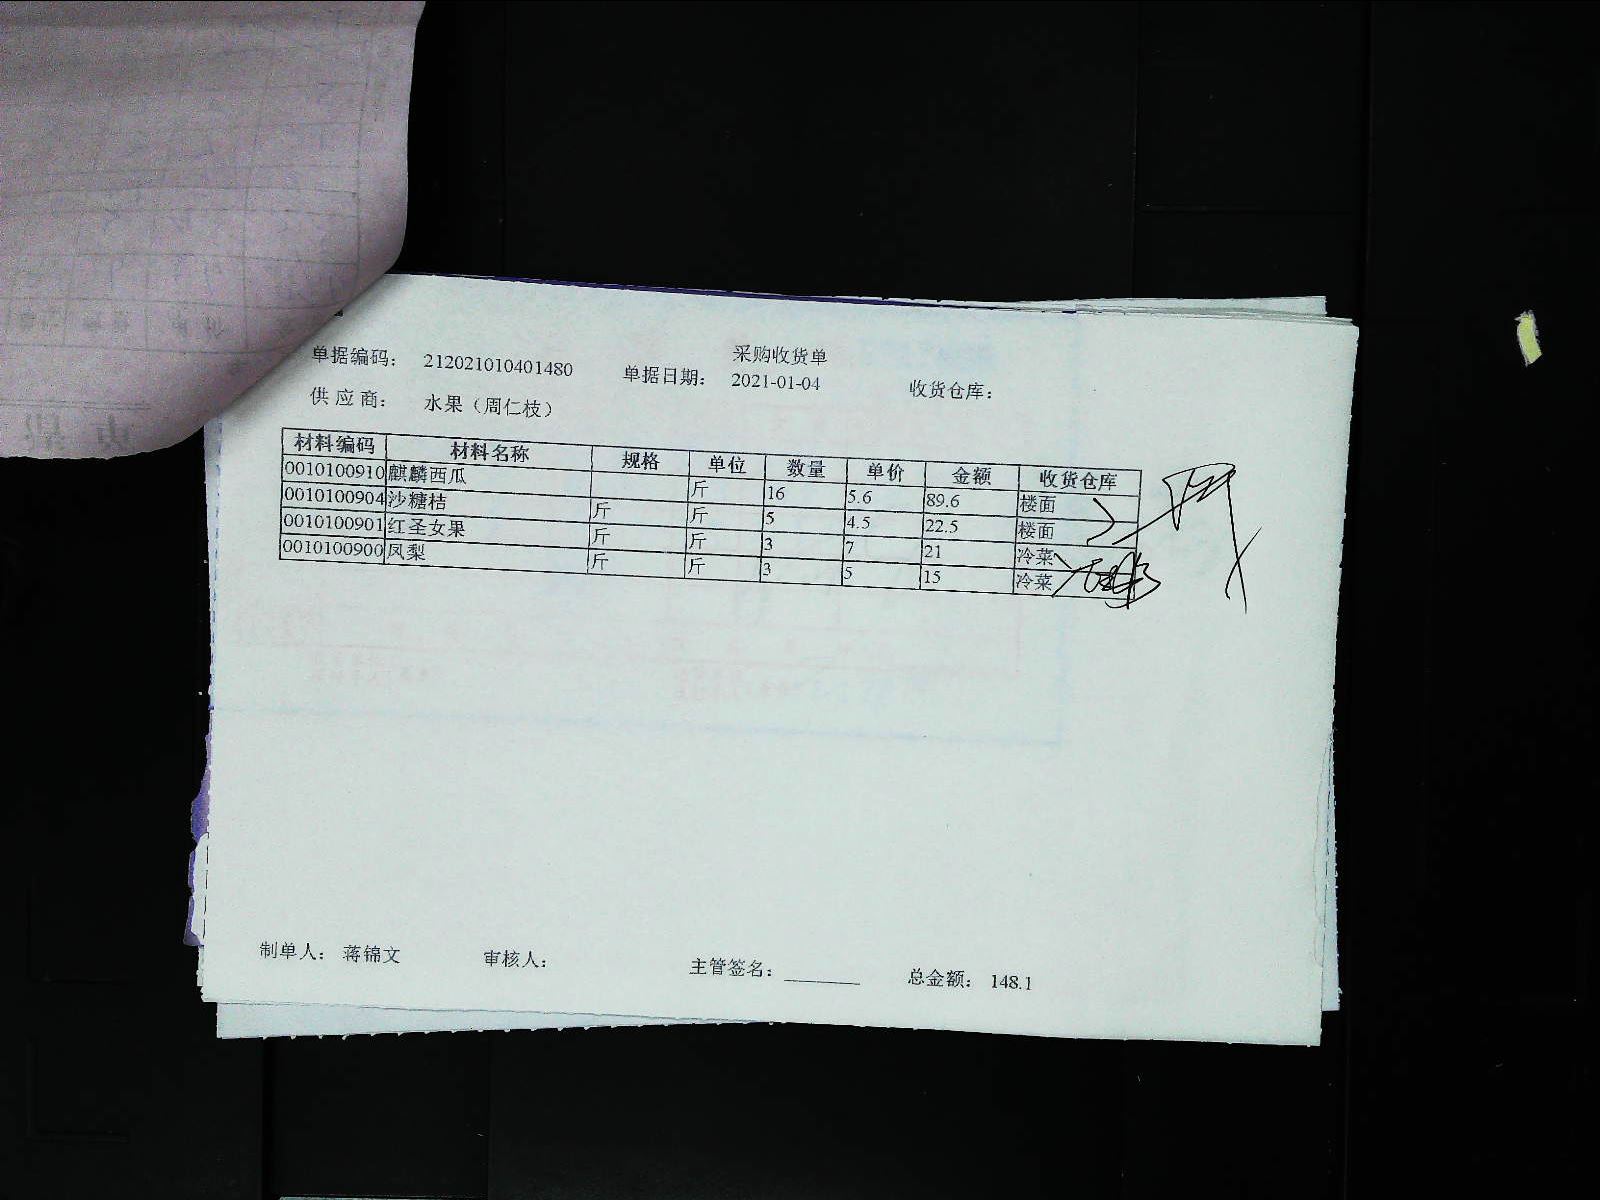 采购收货单
单据编码： 212021010401480 单据日期： 2021-01-04 收货仓库：
供应商： 水果（周仁枝）
材料编码 材料名称 规格 单位 数量 单价 金额 收货仓库
0010100910 麒麟西瓜 斤 16 5.6 89.6 楼面
0010100904 沙糖桔 斤 斤 5 4.5 22.5 楼面
0010100901 红圣女果 斤 斤 3 7 21 冷菜
0010100900 凤梨 斤 斤 3 5 15 冷菜
制单人： 蒋锦文 审核人： 主管签名： 总金额： 148.1